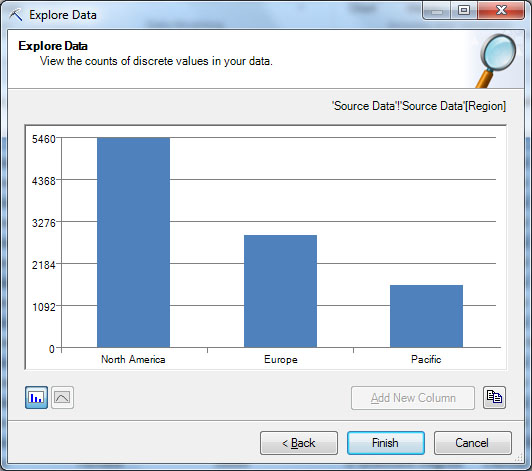 Explore Data
Explore Data
View the counts of discrete values in your data.
'Source Data'!'Source Data'[Region]
5460
4368
3276
2184
1092
0
North America
Europe
Pacific
Add New Column
< Back
Finish
Cancel